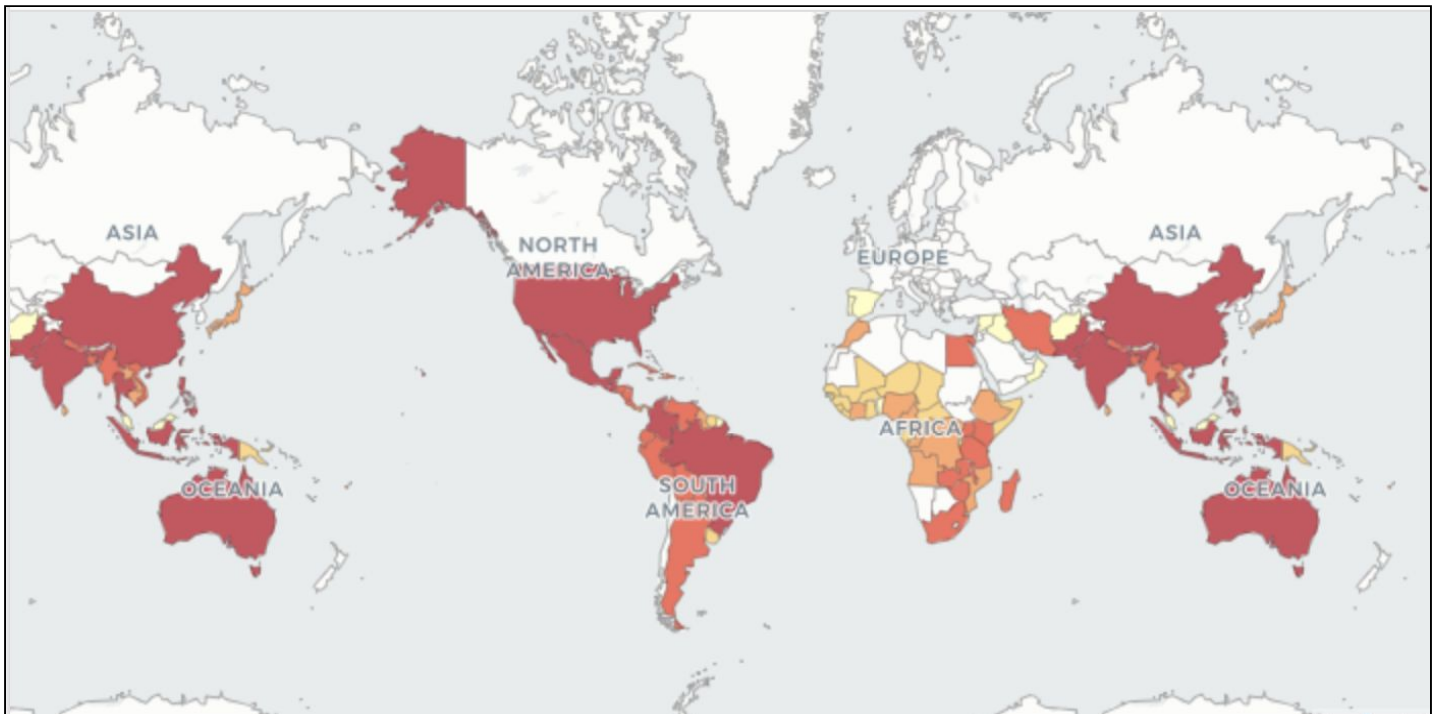 ASIA
NORTH
AMERICA
EUROPE
ASIA
AFRICA
SOUTH
AMERICA
OCEANIA
OCEANIA